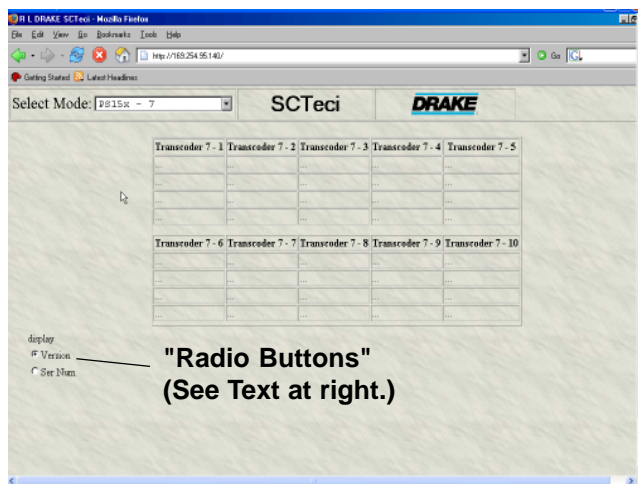 R L DRAKE SCTeci - Mozilla Firefox
File Edit View Go Bookmarks Tools Help
http://169.254.95.140/ Go
Getting Started Latest Headlines
Select Mode: PS15x - 7 SCTeci DRAKE
Transcoder 7 - 1 Transcoder 7 - 2 Transcoder 7 - 3 Transcoder 7 - 4 Transcoder 7 - 5
... ... ... ... ...
... ... ... ... ...
... ... ... ... ...
... ... ... ... ...
Transcoder 7 - 6 Transcoder 7 - 7 Transcoder 7 - 8 Transcoder 7 - 9 Transcoder 7 - 10
... ... ... ... ...
... ... ... ... ...
... ... ... ... ...
... ... ... ... ...
display
Version
Ser Num
"Radio Buttons"
(See Text at right.)